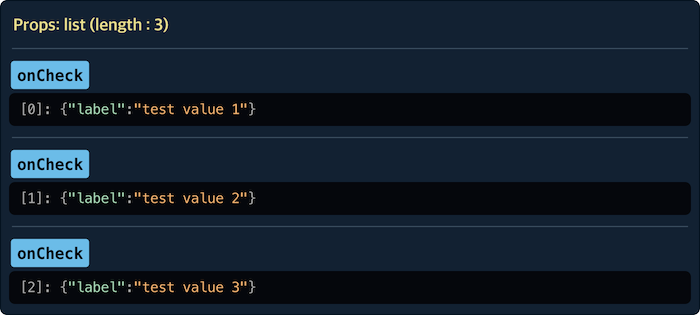 Props: list (length : 3)
onCheck
[0]: {"label":"test value 1"}
onCheck
[1]: {"label":"test value 2"}
onCheck
[2]: {"label":"test value 3"}